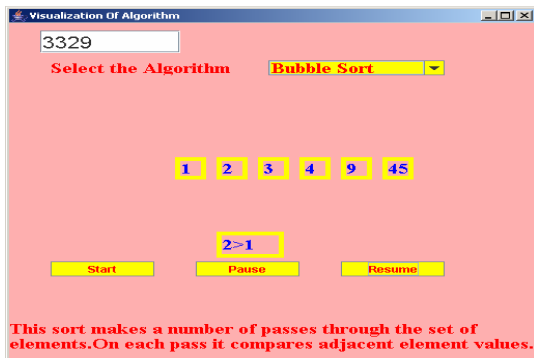 Visualization Of Algorithm
3329
Select the Algorithm Bubble Sort
1 2 3 4 9 45
2>1
Start Pause Resume
This sort makes a number of passes through the set of
elements.On each pass it compares adjacent element values.